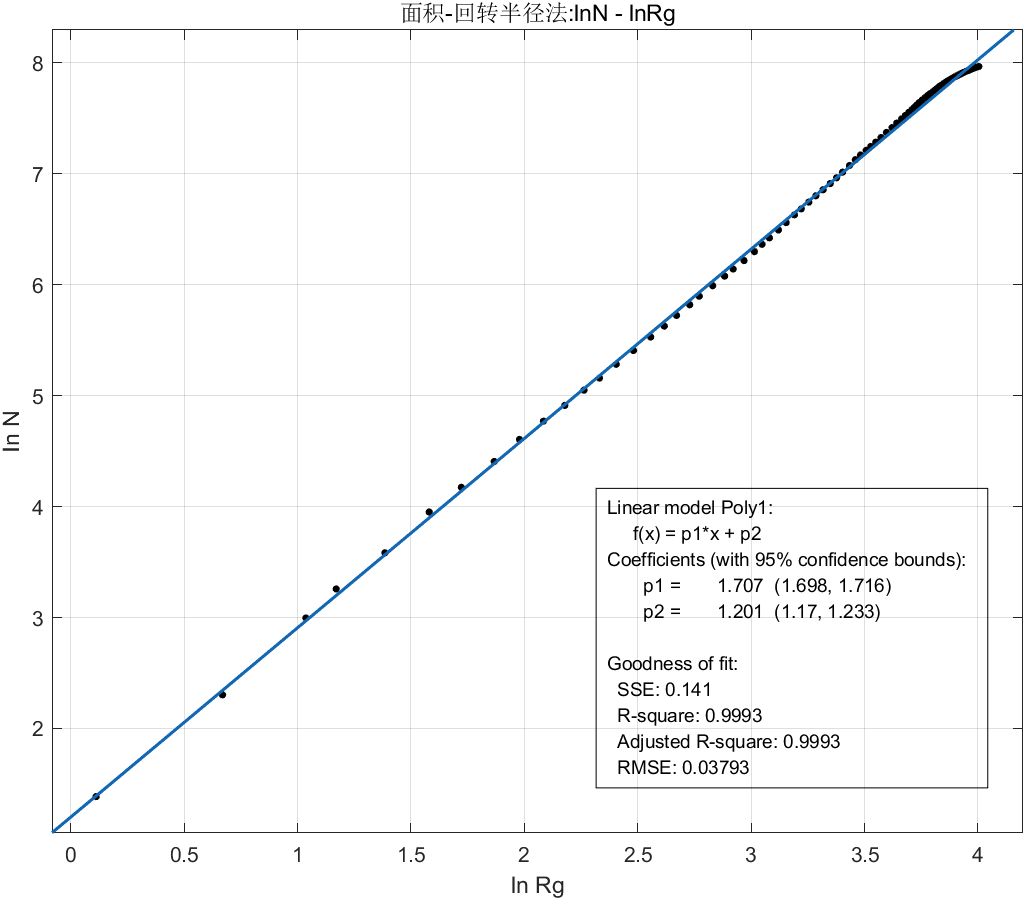 面积-回转半径法:lnN - lnRg
8
7
6
5
4
3
2
ln N
Linear model Poly1:
f(x) = p1*x + p2
Coefficients (with 95% confidence bounds):
p1 = 1.707 (1.698, 1.716)
p2 = 1.201 (1.17, 1.233)
Goodness of fit:
SSE: 0.141
R-square: 0.9993
Adjusted R-square: 0.9993
RMSE: 0.03793
0 0.5 1 1.5 2 2.5 3 3.5 4
ln Rg